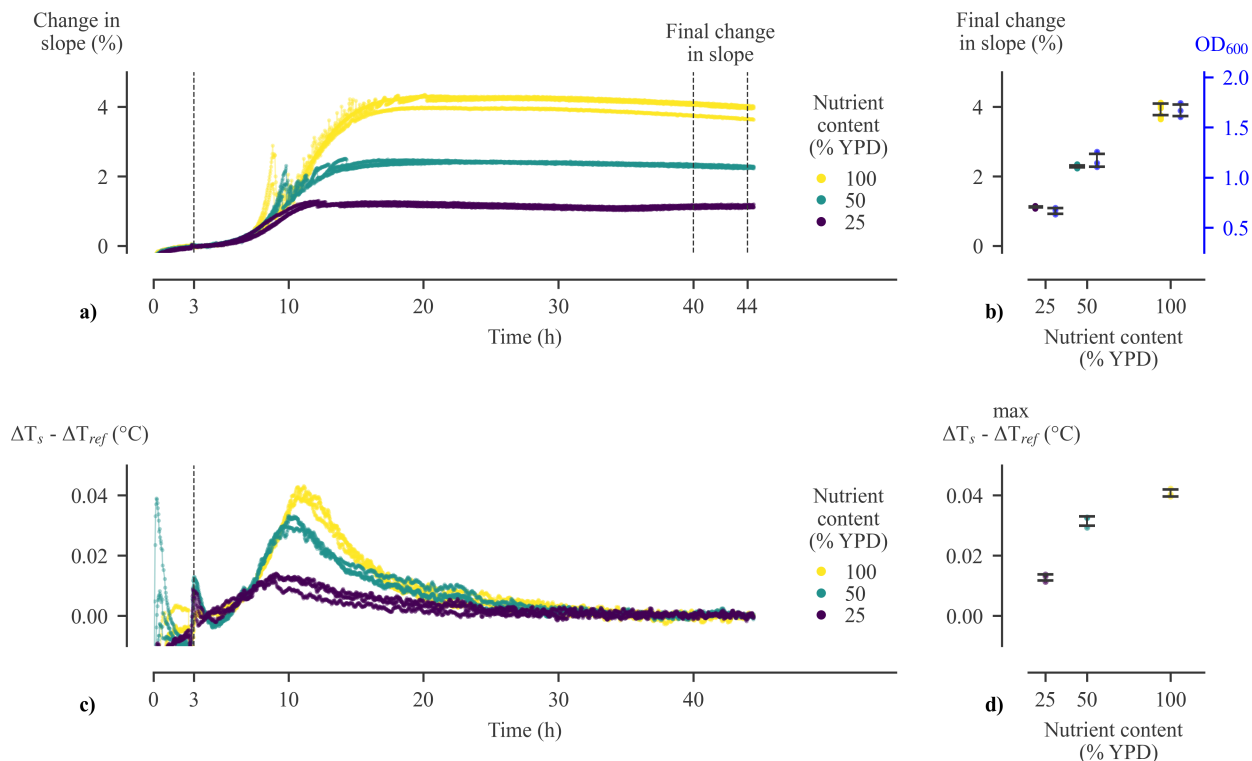 Change in
slope (%)
Final change
in slope
4
2
0
Nutrient
content
(% YPD)
100
50
25
0
3
10
20
30
40
44
Time (h)
a)
Final change
in slope (%)
OD600
4
2
0
2.0
1.5
1.0
0.5
25
50
100
Nutrient content
(% YPD)
b)
ΔTs - ΔTref (°C)
0.04
0.02
0.00
Nutrient
content
(% YPD)
100
50
25
0
3
10
20
30
40
Time (h)
c)
max
ΔTs - ΔTref (°C)
0.04
0.02
0.00
25
50
100
Nutrient content
(% YPD)
d)